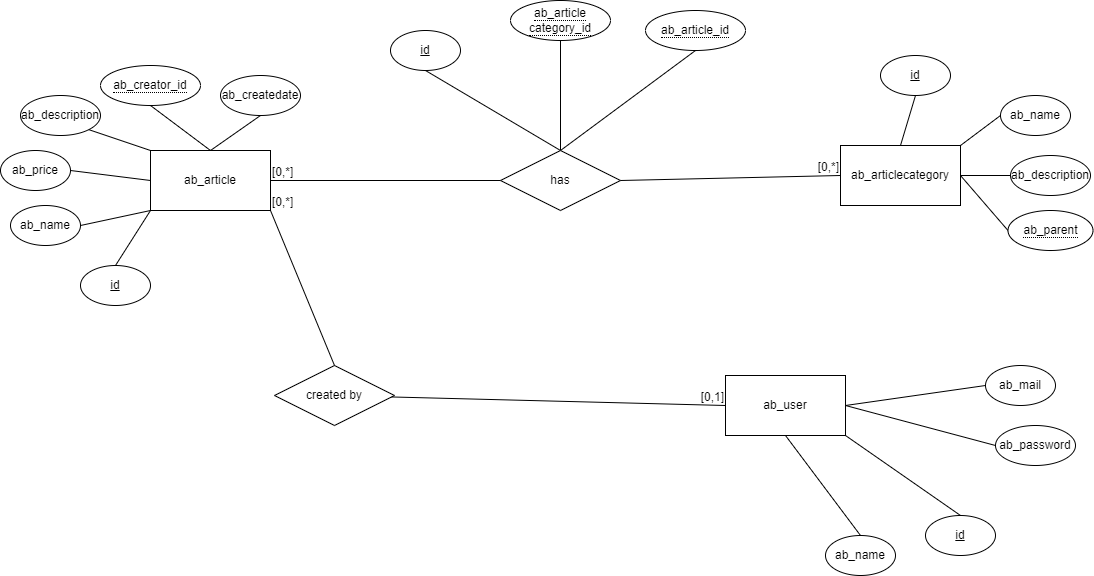 ab_article
category_id
ab_article_id
id
id
ab_creator_id
ab_createdate
ab_description
ab_name
ab_price
ab_article
[0,*]
has
[0,*]
ab_articlecategory
ab_description
[0,*]
ab_name
ab_parent
id
created by
[0,1]
ab_user
ab_mail
ab_password
id
ab_name